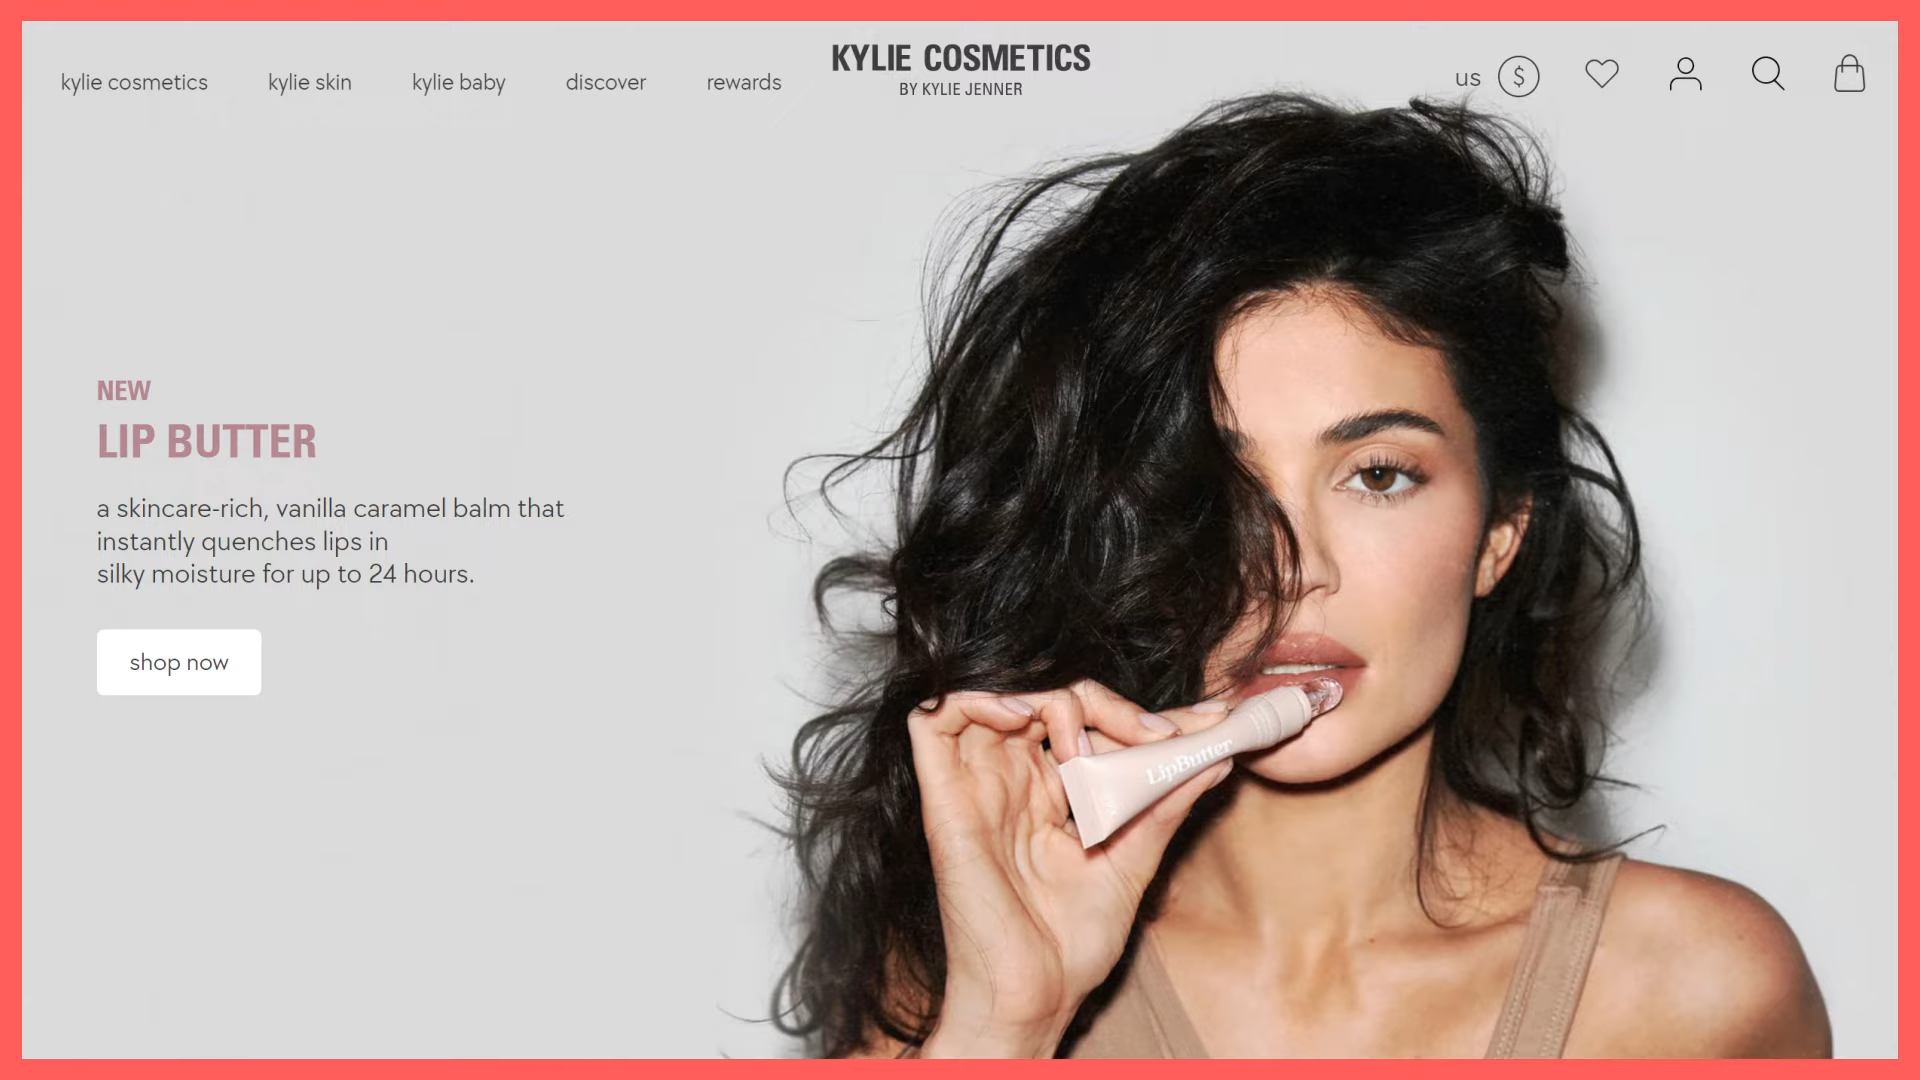 kylie cosmetics
kylie skin
kylie baby
discover
rewards
KYLIE COSMETICS
BY KYLIE JENNER
us
$
NEW
LIP BUTTER
a skincare-rich, vanilla caramel balm that
instantly quenches lips in
silky moisture for up to 24 hours.
shop now
LipButter